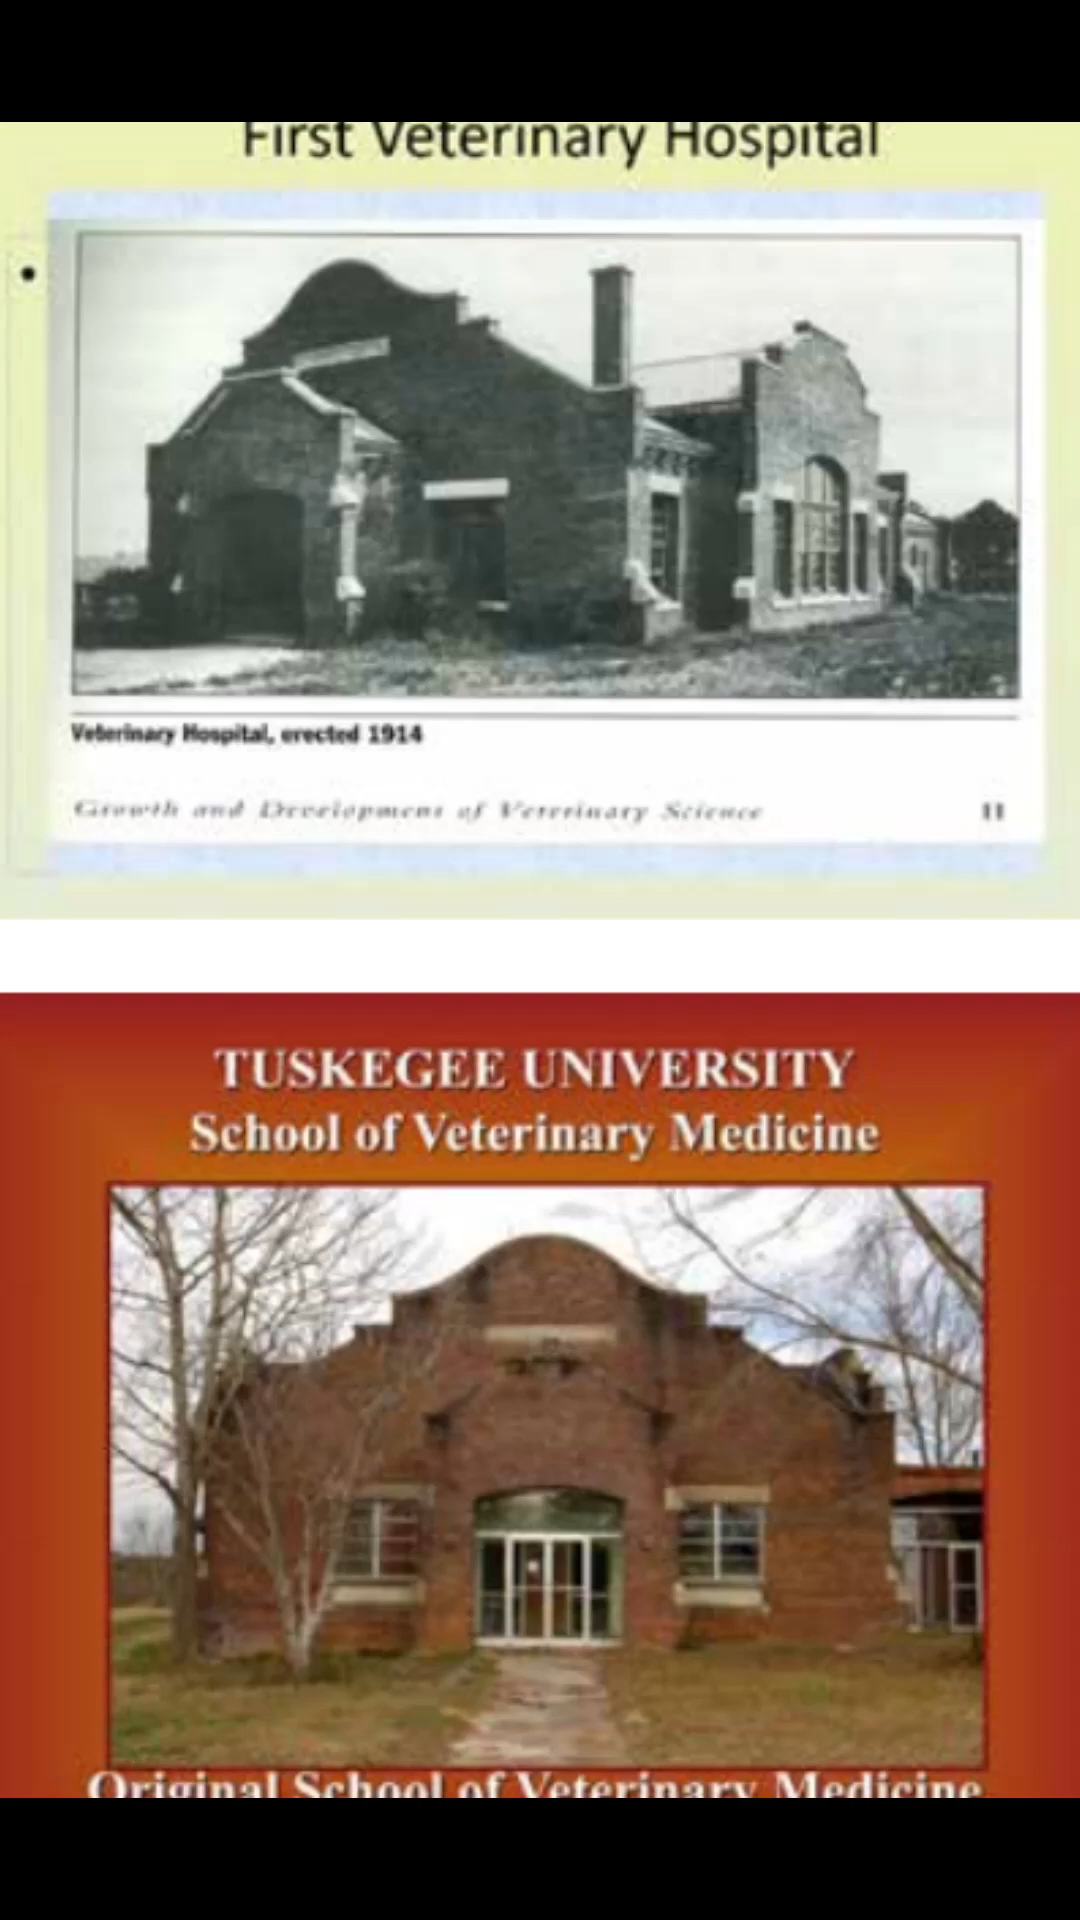 First Veterinary Hospital
Veterinary Hospital, erected 1914
Growth and Development of Veterinary Science 11
TUSKEGEE UNIVERSITY
School of Veterinary Medicine
Original School of Veterinary Medicine